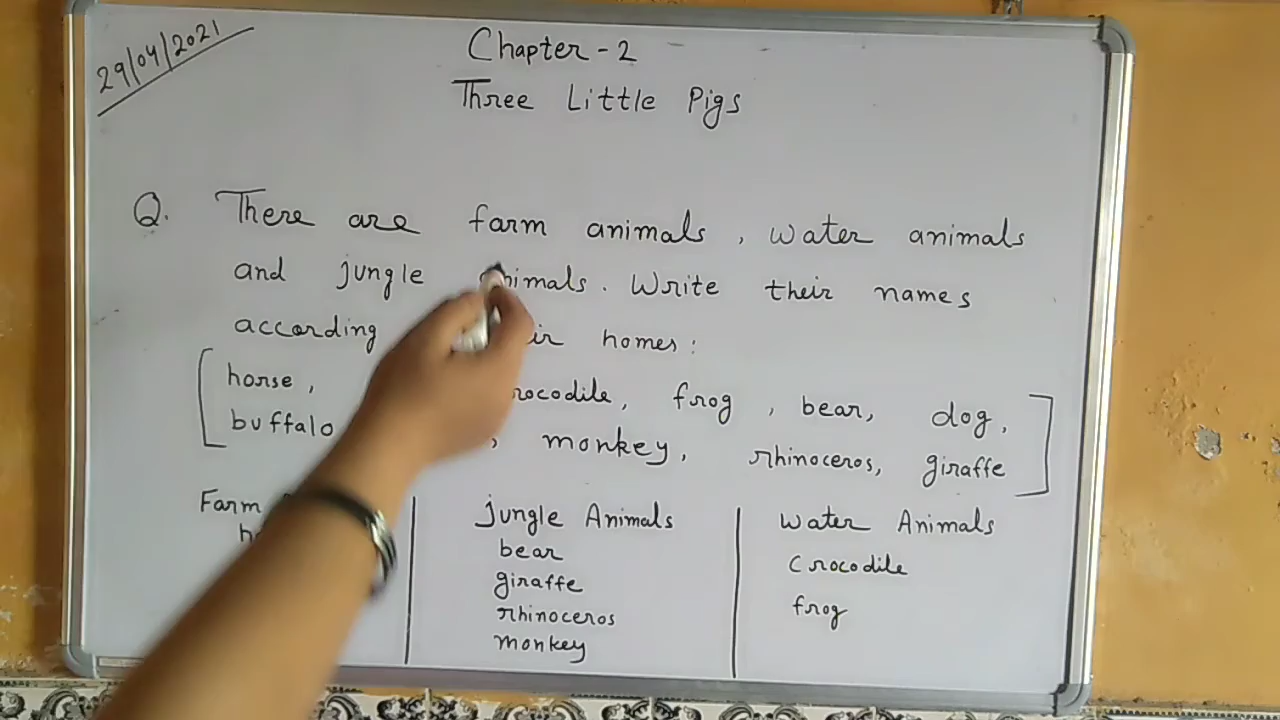 29/04/2021
Chapter - 2
Three Little Pigs
Q. There are farm animals, water animals
and jungle animals. Write their names
according homes:
[horse, crocodile, frog, bear, dog,
buffalo , monkey, rhinoceros, giraffe]
Farm
Jungle Animals
bear
giraffe
rhinoceros
monkey
Water Animals
Crocodile
frog